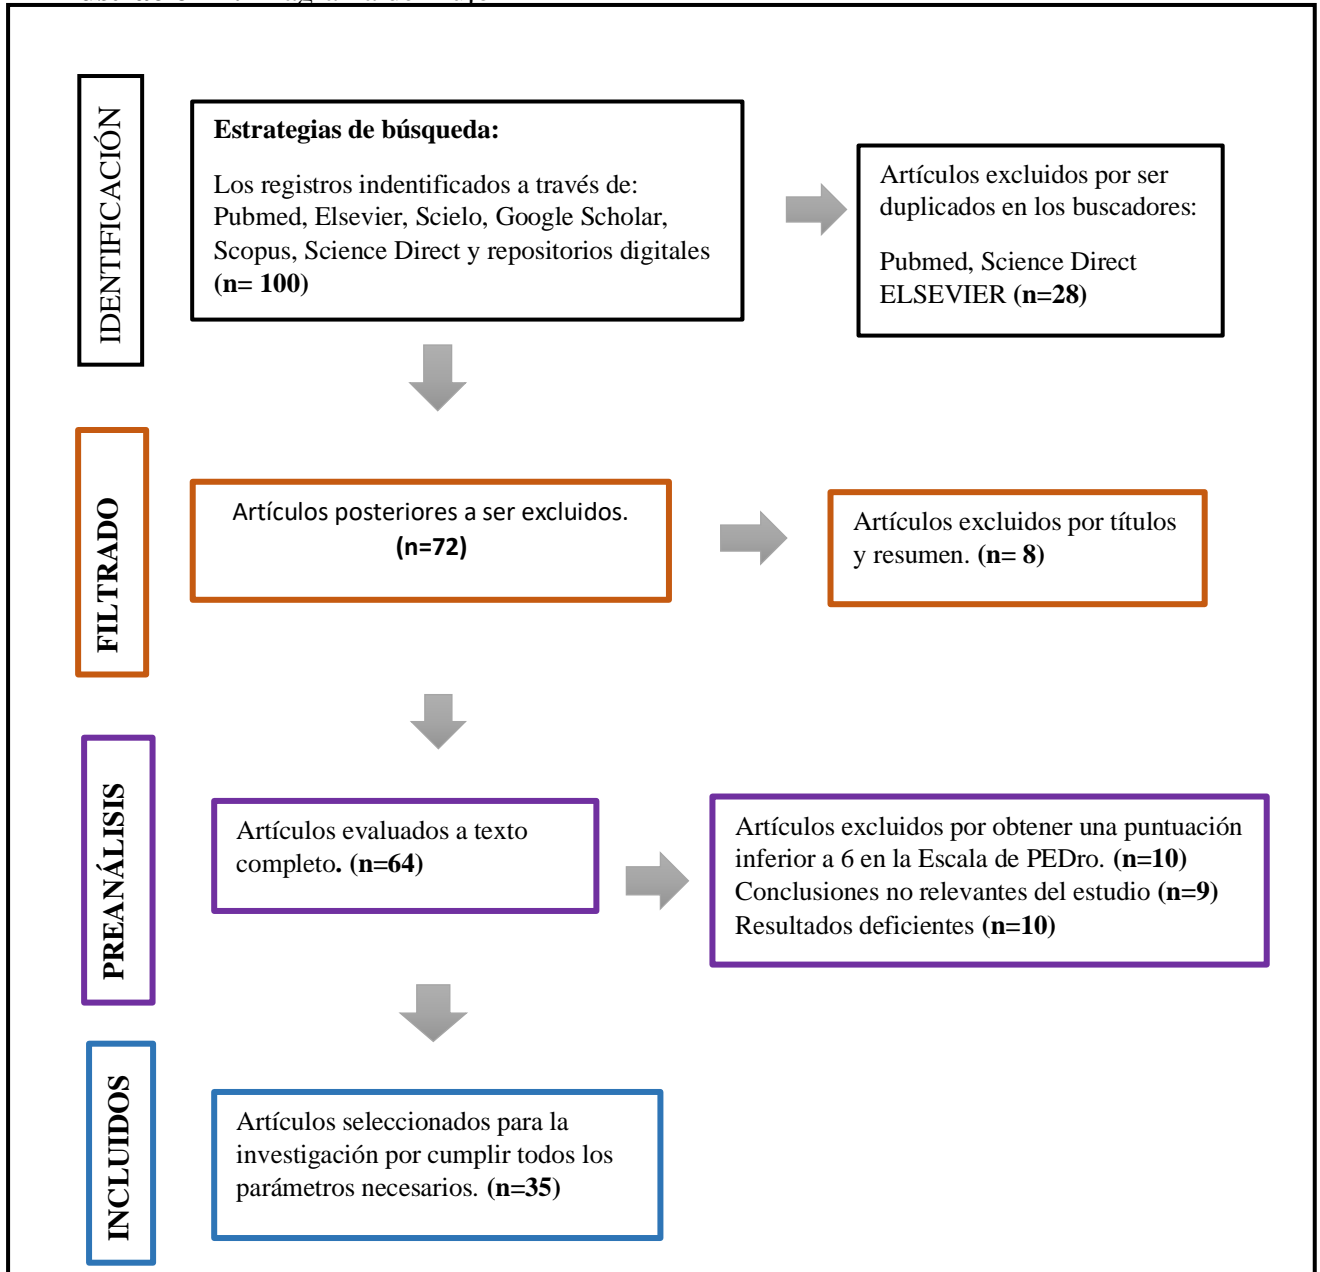 IDENTIFICACIÓN
Estrategias de búsqueda:
Los registros indentificados a través de:
Pubmed, Elsevier, Scielo, Google Scholar,
Scopus, Science Direct y repositorios digitales
(n= 100)
Artículos excluidos por ser
duplicados en los buscadores:
Pubmed, Science Direct
ELSEVIER (n=28)
FILTRADO
Artículos posteriores a ser excluidos.
(n=72)
Artículos excluidos por títulos
y resumen. (n= 8)
PREANÁLISIS
Artículos evaluados a texto
completo. (n=64)
Artículos excluidos por obtener una puntuación
inferior a 6 en la Escala de PEDro. (n=10)
Conclusiones no relevantes del estudio (n=9)
Resultados deficientes (n=10)
INCLUIDOS
Artículos seleccionados para la
investigación por cumplir todos los
parámetros necesarios. (n=35)